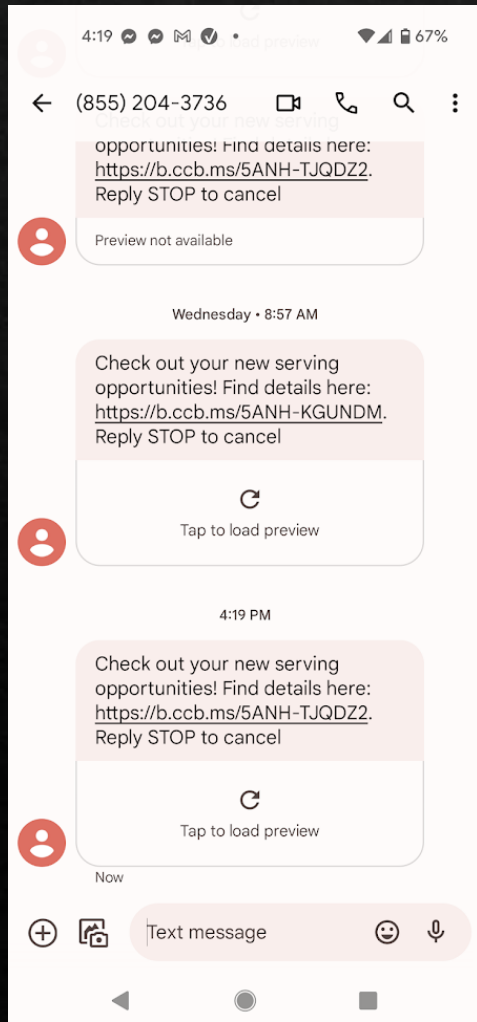 4:19 67%
to load preview
(855) 204-3736
Check out your new serving
opportunities! Find details here:
https://b.ccb.ms/5ANH-TJQDZ2.
Reply STOP to cancel
Preview not available
Wednesday • 8:57 AM
Check out your new serving
opportunities! Find details here:
https://b.ccb.ms/5ANH-KGUNDM.
Reply STOP to cancel
Tap to load preview
4:19 PM
Check out your new serving
opportunities! Find details here:
https://b.ccb.ms/5ANH-TJQDZ2.
Reply STOP to cancel
Tap to load preview
Now
Text message